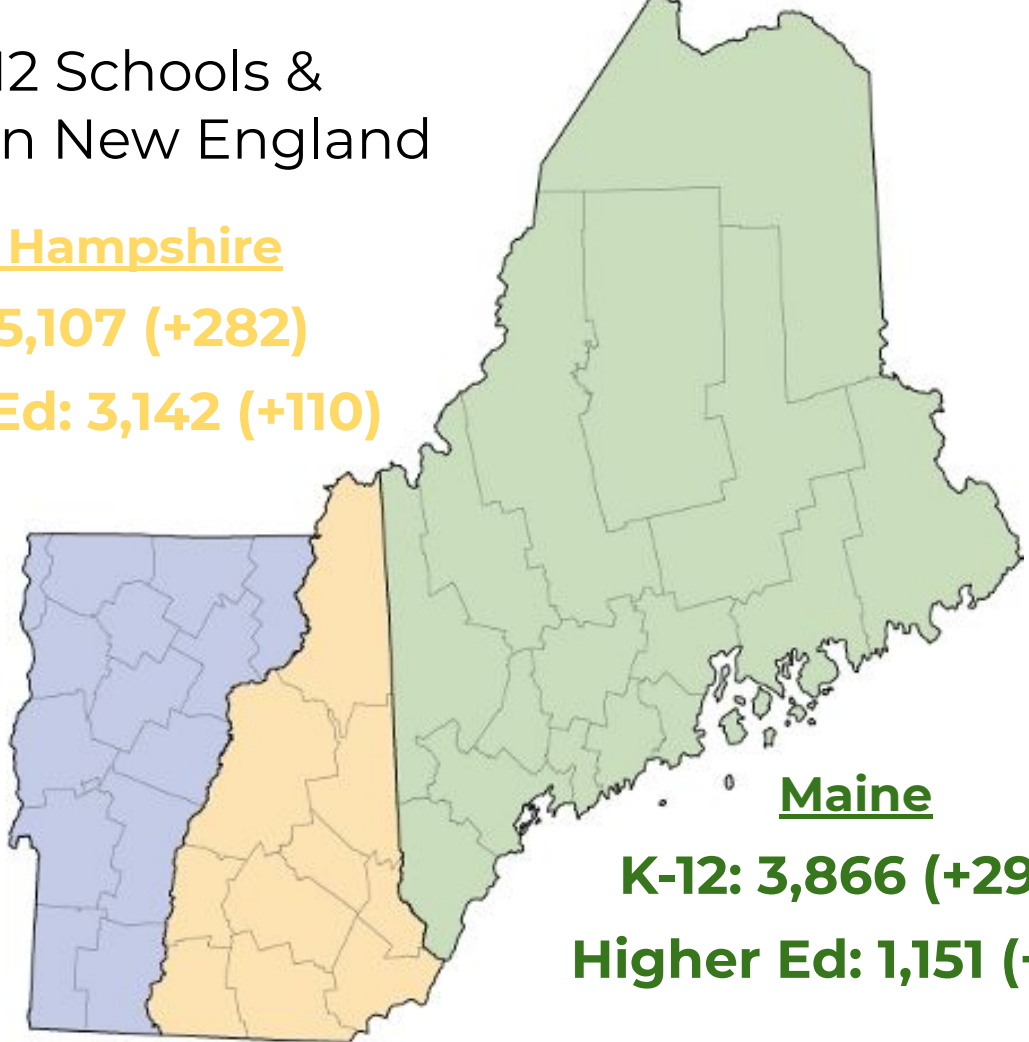 12 Schools &
n New England
Hampshire
5,107 (+282)
Ed: 3,142 (+110)
Maine
K-12: 3,866 (+29
Higher Ed: 1,151 (+